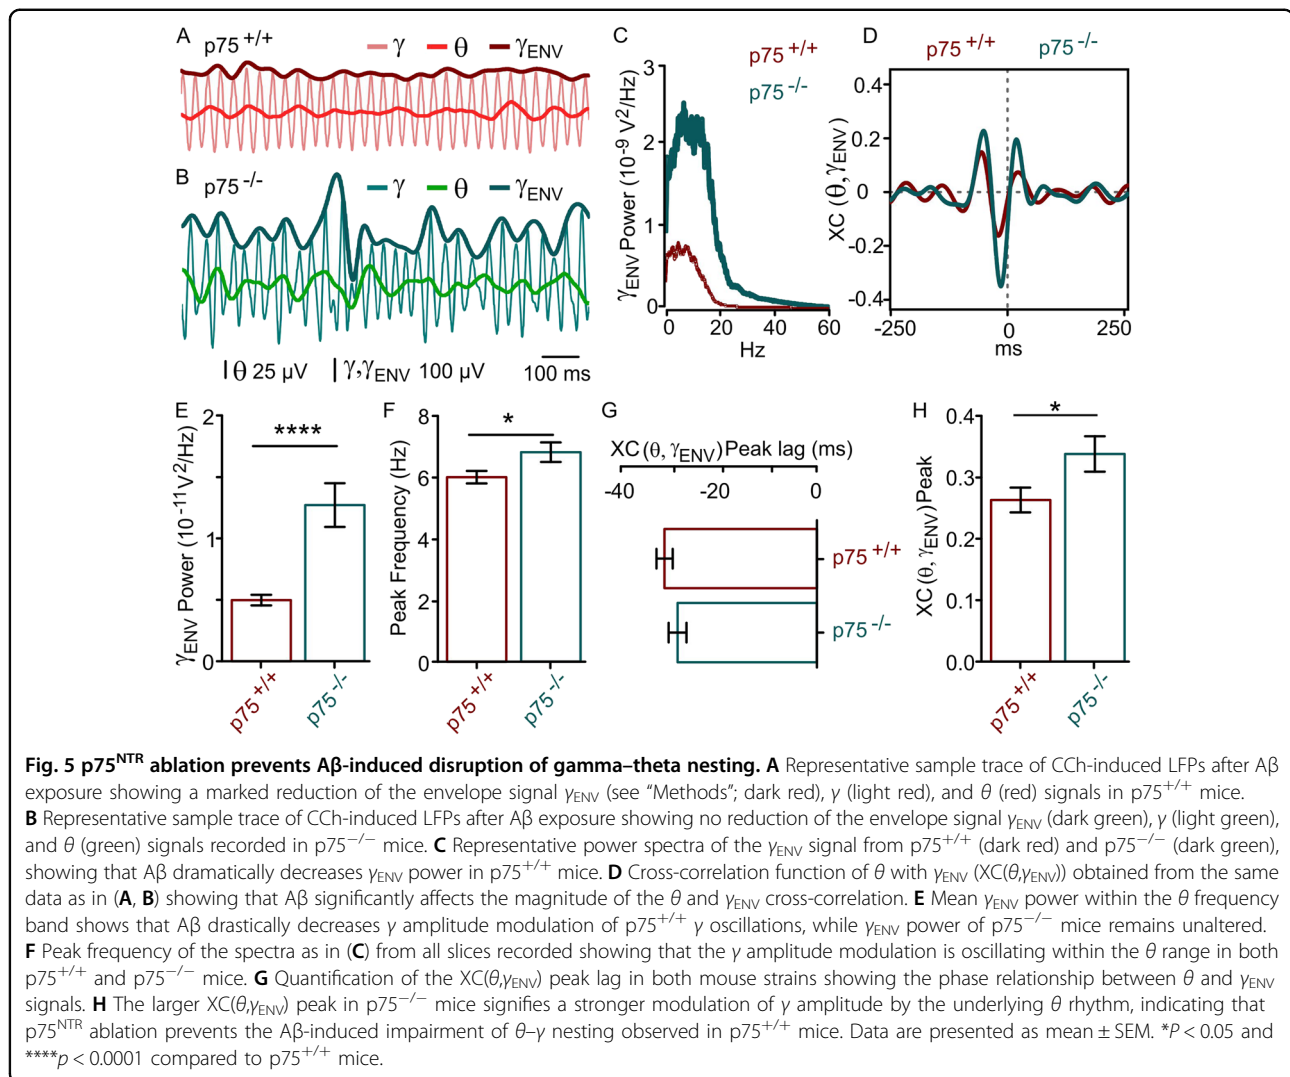 A p75 +/+ γ θ γENV
B p75 -/- γ θ γENV
θ 25 µV γ,γENV 100 µV 100 ms
C p75 +/+
p75 -/-
γENV Power (10-9 V2/Hz)
3
2
1
0
0 20 40 60
Hz
D p75 +/+ p75 -/-
XC (θ,γENV)
0.4
0.2
0
-0.2
-0.4
-250 0 250
ms
E
γENV Power (10-11V2/Hz)
2
1
0
****
p75 +/+ p75 -/-
F
Peak Frequency (Hz)
8
6
4
2
0
*
p75 +/+ p75 -/-
G
XC (θ, γENV) Peak lag (ms)
-40 -20 0
p75 +/+
p75 -/-
H
XC (θ, γENV) Peak
0.4
0.3
0.2
0.1
0.0
*
p75 +/+ p75 -/-
Fig. 5 p75NTR ablation prevents Aβ-induced disruption of gamma–theta nesting. A Representative sample trace of CCh-induced LFPs after Aβ
exposure showing a marked reduction of the envelope signal γENV (see “Methods”; dark red), γ (light red), and θ (red) signals in p75+/+ mice.
B Representative sample trace of CCh-induced LFPs after Aβ exposure showing no reduction of the envelope signal γENV (dark green), γ (light green),
and θ (green) signals recorded in p75−/− mice. C Representative power spectra of the γENV signal from p75+/+ (dark red) and p75−/− (dark green),
showing that Aβ dramatically decreases γENV power in p75+/+ mice. D Cross-correlation function of θ with γENV (XC(θ,γENV)) obtained from the same
data as in (A, B) showing that Aβ significantly affects the magnitude of the θ and γENV cross-correlation. E Mean γENV power within the θ frequency
band shows that Aβ drastically decreases γ amplitude modulation of p75+/+ γ oscillations, while γENV power of p75−/− mice remains unaltered.
F Peak frequency of the spectra as in (C) from all slices recorded showing that the γ amplitude modulation is oscillating within the θ range in both
p75+/+ and p75−/− mice. G Quantification of the XC(θ,γENV) peak lag in both mouse strains showing the phase relationship between θ and γENV
signals. H The larger XC(θ,γENV) peak in p75−/− mice signifies a stronger modulation of γ amplitude by the underlying θ rhythm, indicating that
p75NTR ablation prevents the Aβ-induced impairment of θ–γ nesting observed in p75+/+ mice. Data are presented as mean ± SEM. *P < 0.05 and
****p < 0.0001 compared to p75+/+ mice.